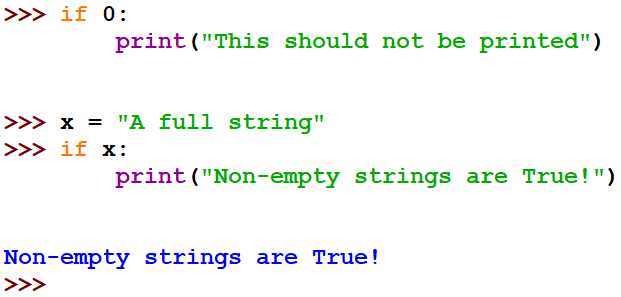 >>> if 0:
        print("This should not be printed")
>>> x = "A full string"
>>> if x:
        print("Non-empty strings are True!")
Non-empty strings are True!
>>>